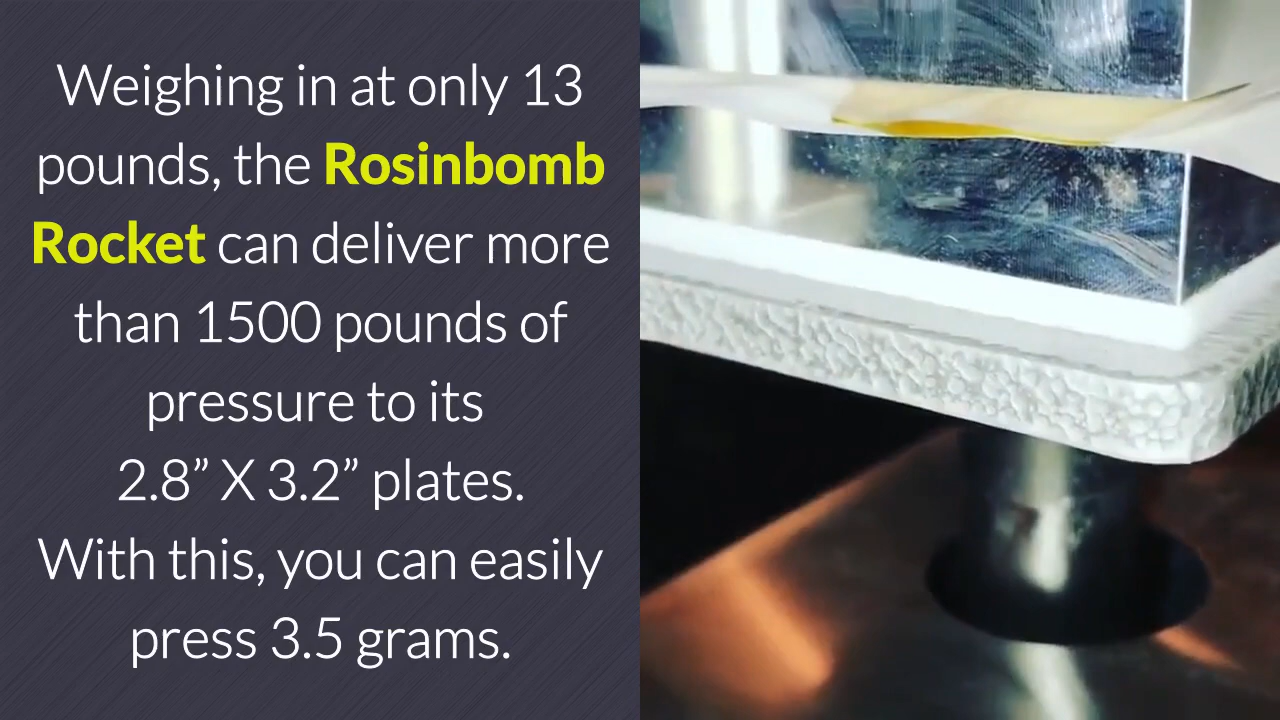 Weighing in at only 13
pounds, the Rosinbomb
Rocket can deliver more
than 1500 pounds of
pressure to its
2.8” X 3.2” plates.
With this, you can easily
press 3.5 grams.